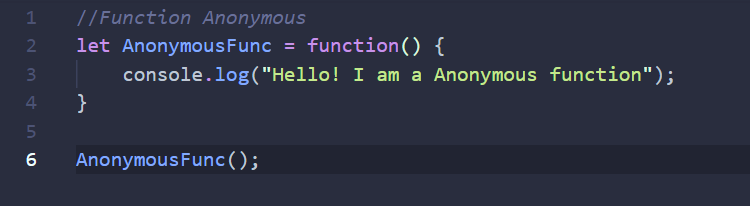 1 //Function Anonymous
2 let AnonymousFunc = function() {
3     console.log("Hello! I am a Anonymous function");
4 }
5
6 AnonymousFunc();